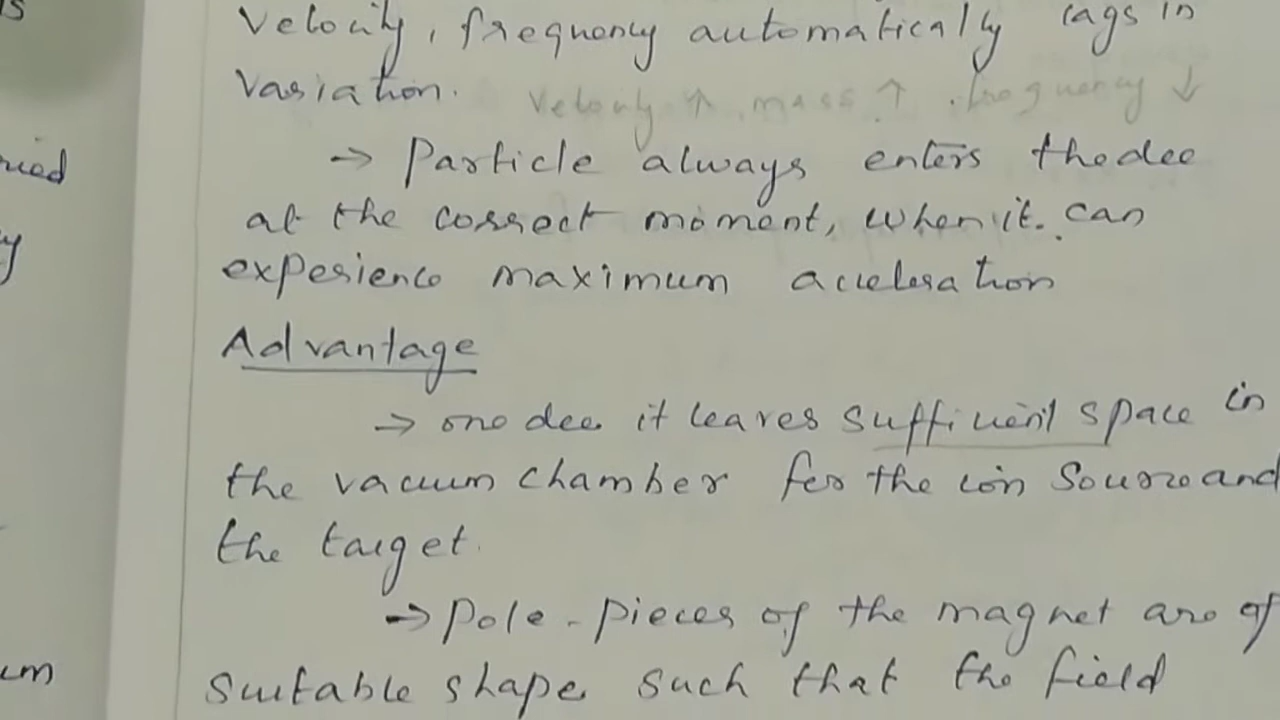 s
Velocity, frequency automatically lags in
Variation.
Velocity ↑ mass ↑ . frequency ↓
→ Particle always enters the dee
at the correct moment, when it can
experience maximum acceleration
Advantage
→ one dee it leaves sufficient space in
the vacuum chamber for the ion source and
the target.
→ Pole-pieces of the magnet are of
suitable shape such that the field